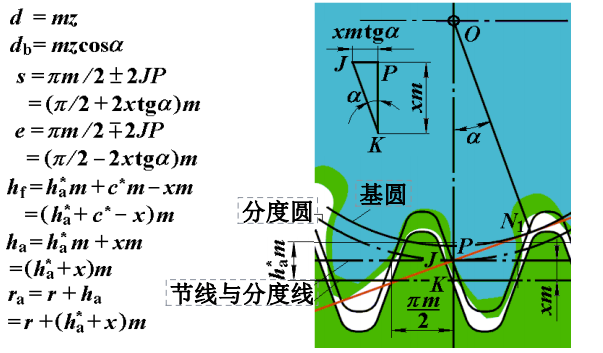 d = mz
d_b = mzcosα
s = πm/2 ± 2JP
= (π/2 + 2xtgα)m
e = πm/2 ∓ 2JP
= (π/2 − 2xtgα)m
h_f = h_a^* m + c^* m − xm
= (h_a^* + c^* − x)m
h_a = h_a^* m + xm
= (h_a^* + x)m
r_a = r + h_a
= r + (h_a^* + x)m
xmtgα
J
P
α
xm
K
O
α
基圆
分度圆
N_1
h_a^* m
J
P
节线与分度线
K
πm
2
xm